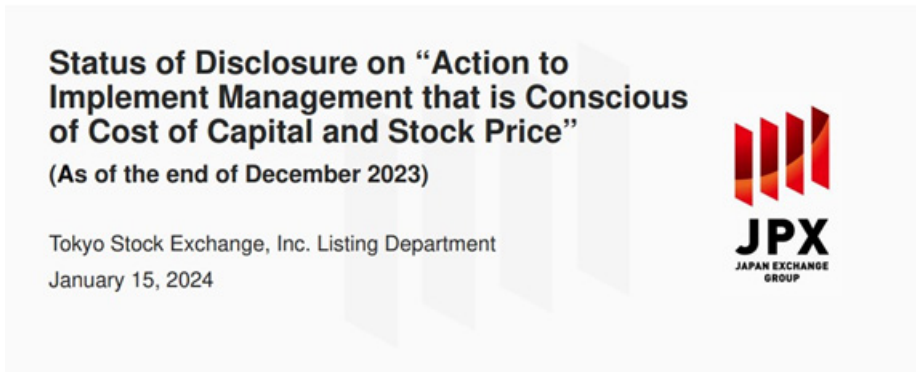 Status of Disclosure on “Action to
Implement Management that is Conscious
of Cost of Capital and Stock Price”
(As of the end of December 2023)
Tokyo Stock Exchange, Inc. Listing Department
January 15, 2024
JPX
JAPAN EXCHANGE
GROUP